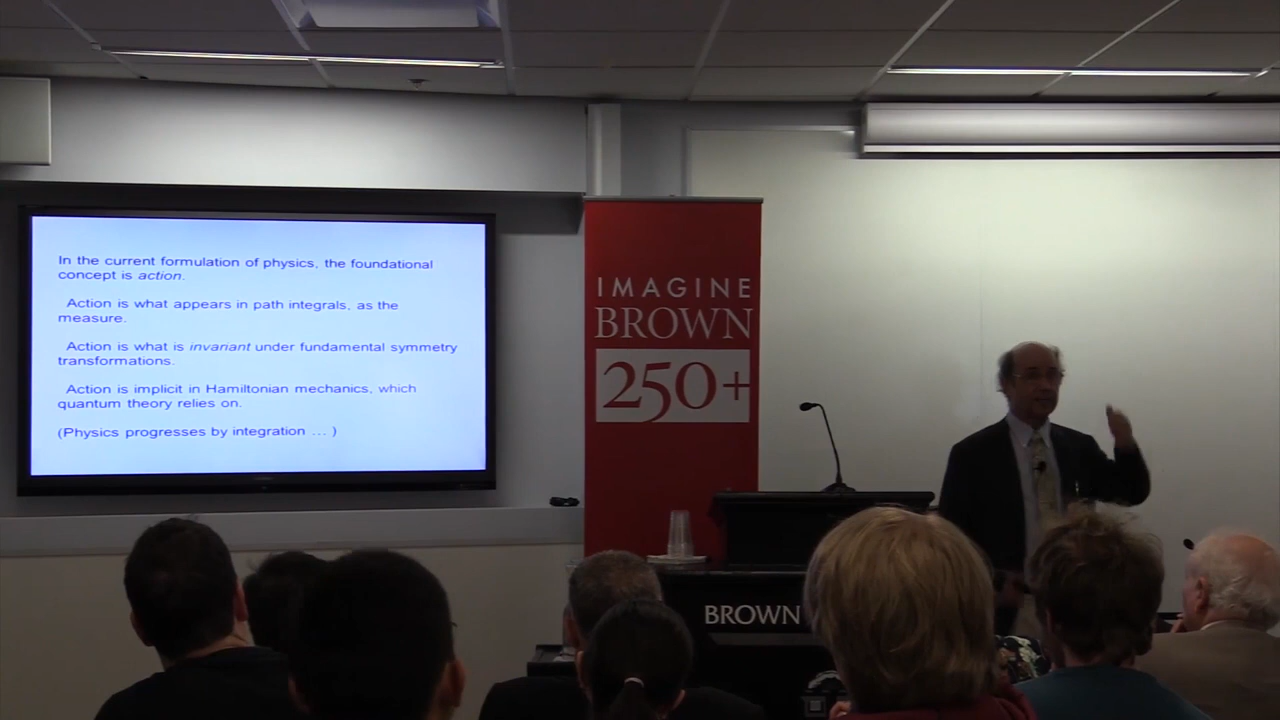 In the current formulation of physics, the foundational
concept is action.
Action is what appears in path integrals, as the
measure.
Action is what is invariant under fundamental symmetry
transformations.
Action is implicit in Hamiltonian mechanics, which
quantum theory relies on.
(Physics progresses by integration ... )
IMAGINE
BROWN
250+
BROWN